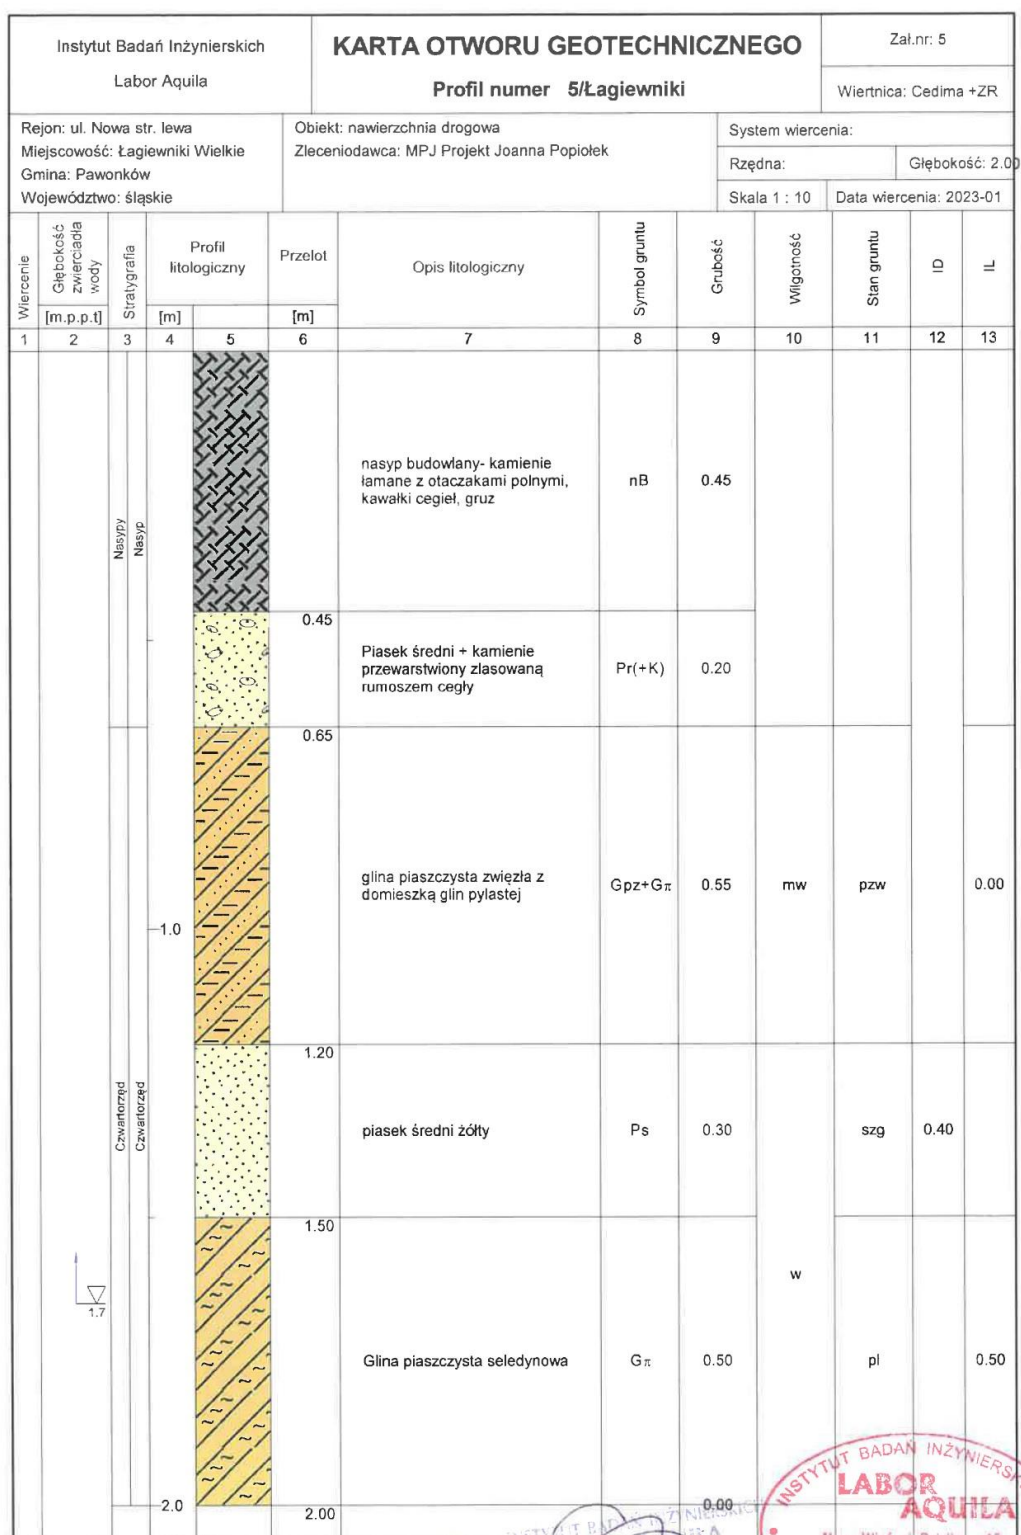 Instytut Badań Inżynierskich
Labor Aquila
KARTA OTWORU GEOTECHNICZNEGO
Profil numer 5/Łagiewniki
Zał.nr: 5
Wiertnica: Cedima +ZR
Rejon: ul. Nowa str. lewa
Miejscowość: Łagiewniki Wielkie
Gmina: Pawonków
Województwo: śląskie
Obiekt: nawierzchnia drogowa
Zleceniodawca: MPJ Projekt Joanna Popiołek
System wiercenia:
Rzędna:
Głębokość: 2.00
Skala 1 : 10
Data wiercenia: 2023-01
Wiercenie
Głębokość zwierciadła wody
[m.p.p.t]
Stratygrafia
Profil litologiczny
[m]
Przelot
[m]
Opis litologiczny
Symbol gruntu
Grubość
Wilgotność
Stan gruntu
ID
IL
1 2 3 4 5 6 7 8 9 10 11 12 13
Nasypy
Nasyp
nasyp budowlany- kamienie
łamane z otaczakami polnymi,
kawałki cegieł, gruz
nB 0.45
0.45
Piasek średni + kamienie
przewarstwiony zlasowaną
rumoszem cegły
Pr(+K) 0.20
0.65
glina piaszczysta zwięzła z
domieszką glin pylastej
Gpz+Gπ 0.55 mw pzw 0.00
1.0
1.20
Czwartorzęd
Czwartorzęd
piasek średni żółty
Ps 0.30 szg 0.40
1.50
w
1.7
Glina piaszczysta seledynowa
Gπ 0.50 pl 0.50
2.0
2.00
0.00
INSTYTUT BADAŃ INŻYNIERSKICH
INSTYTUT BADAŃ INŻYNIERS
LABOR
AQUILA